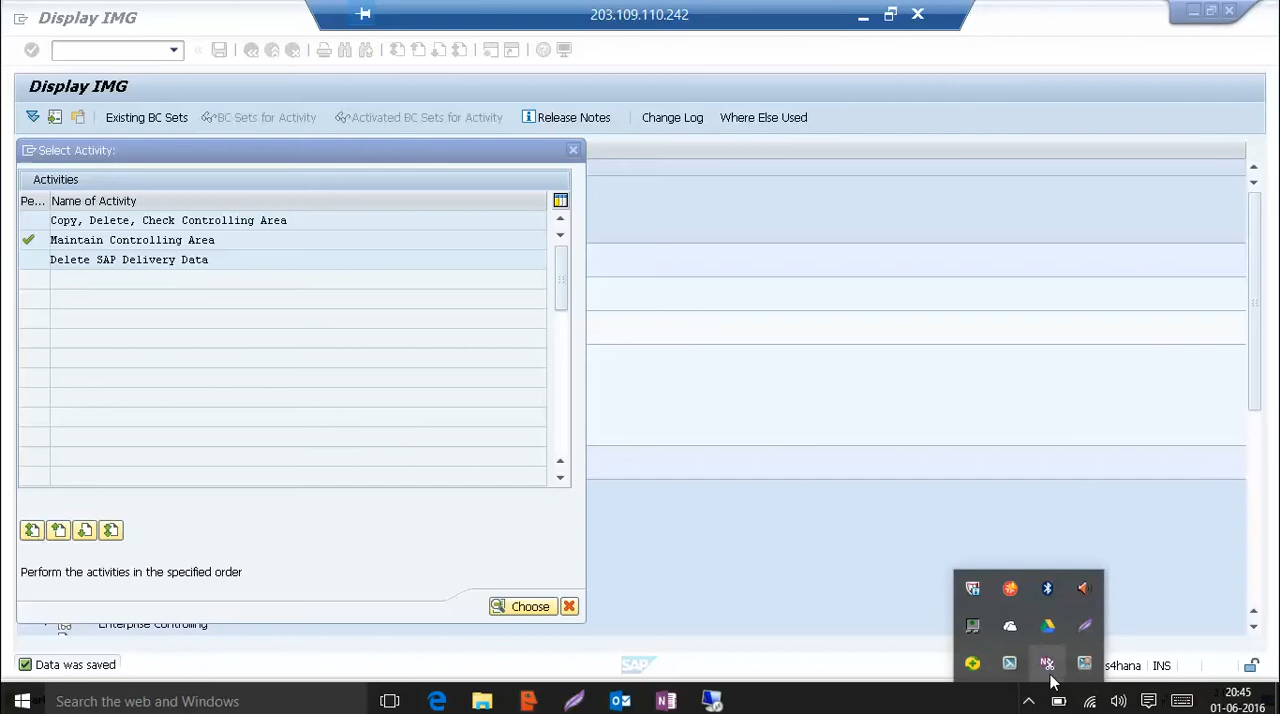 Display IMG
203.109.110.242
Display IMG
Existing BC Sets
BC Sets for Activity
Activated BC Sets for Activity
Release Notes
Change Log
Where Else Used
Select Activity:
Activities
Pe...
Name of Activity
Copy, Delete, Check Controlling Area
Maintain Controlling Area
Delete SAP Delivery Data
Perform the activities in the specified order
Choose
Enterprise Controlling
Data was saved
SAP
s4hana
INS
Search the web and Windows
20:45
01-06-2016